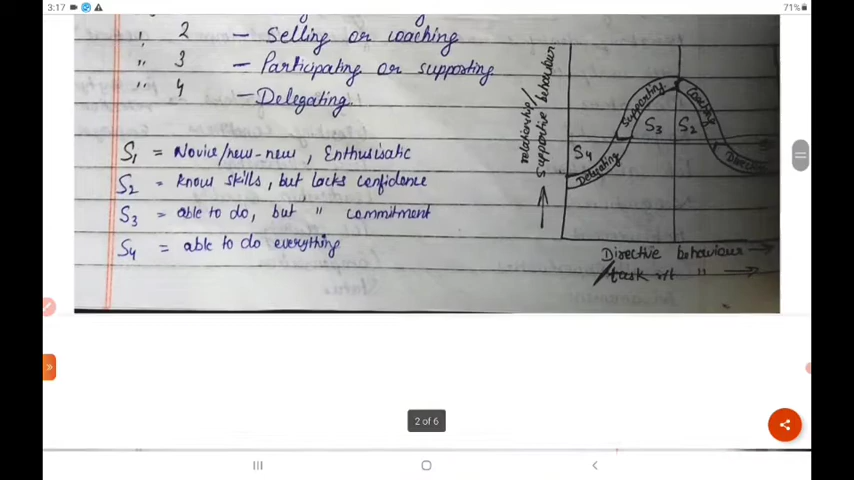 3:17
71%
" 2 - Selling or coaching
" 3 - Participating or supporting
" 4 - Delegating.
S1 = Novice/new-new, Enthusisatic
S2 = know skills, but lacks confidence
S3 = able to do, but " commitment
S4 = able to do everything
relationship/
supportive behaviour
Supporting
Coaching
S3
S2
S4
Delegating
Directive behaviour
/task "
2 of 6